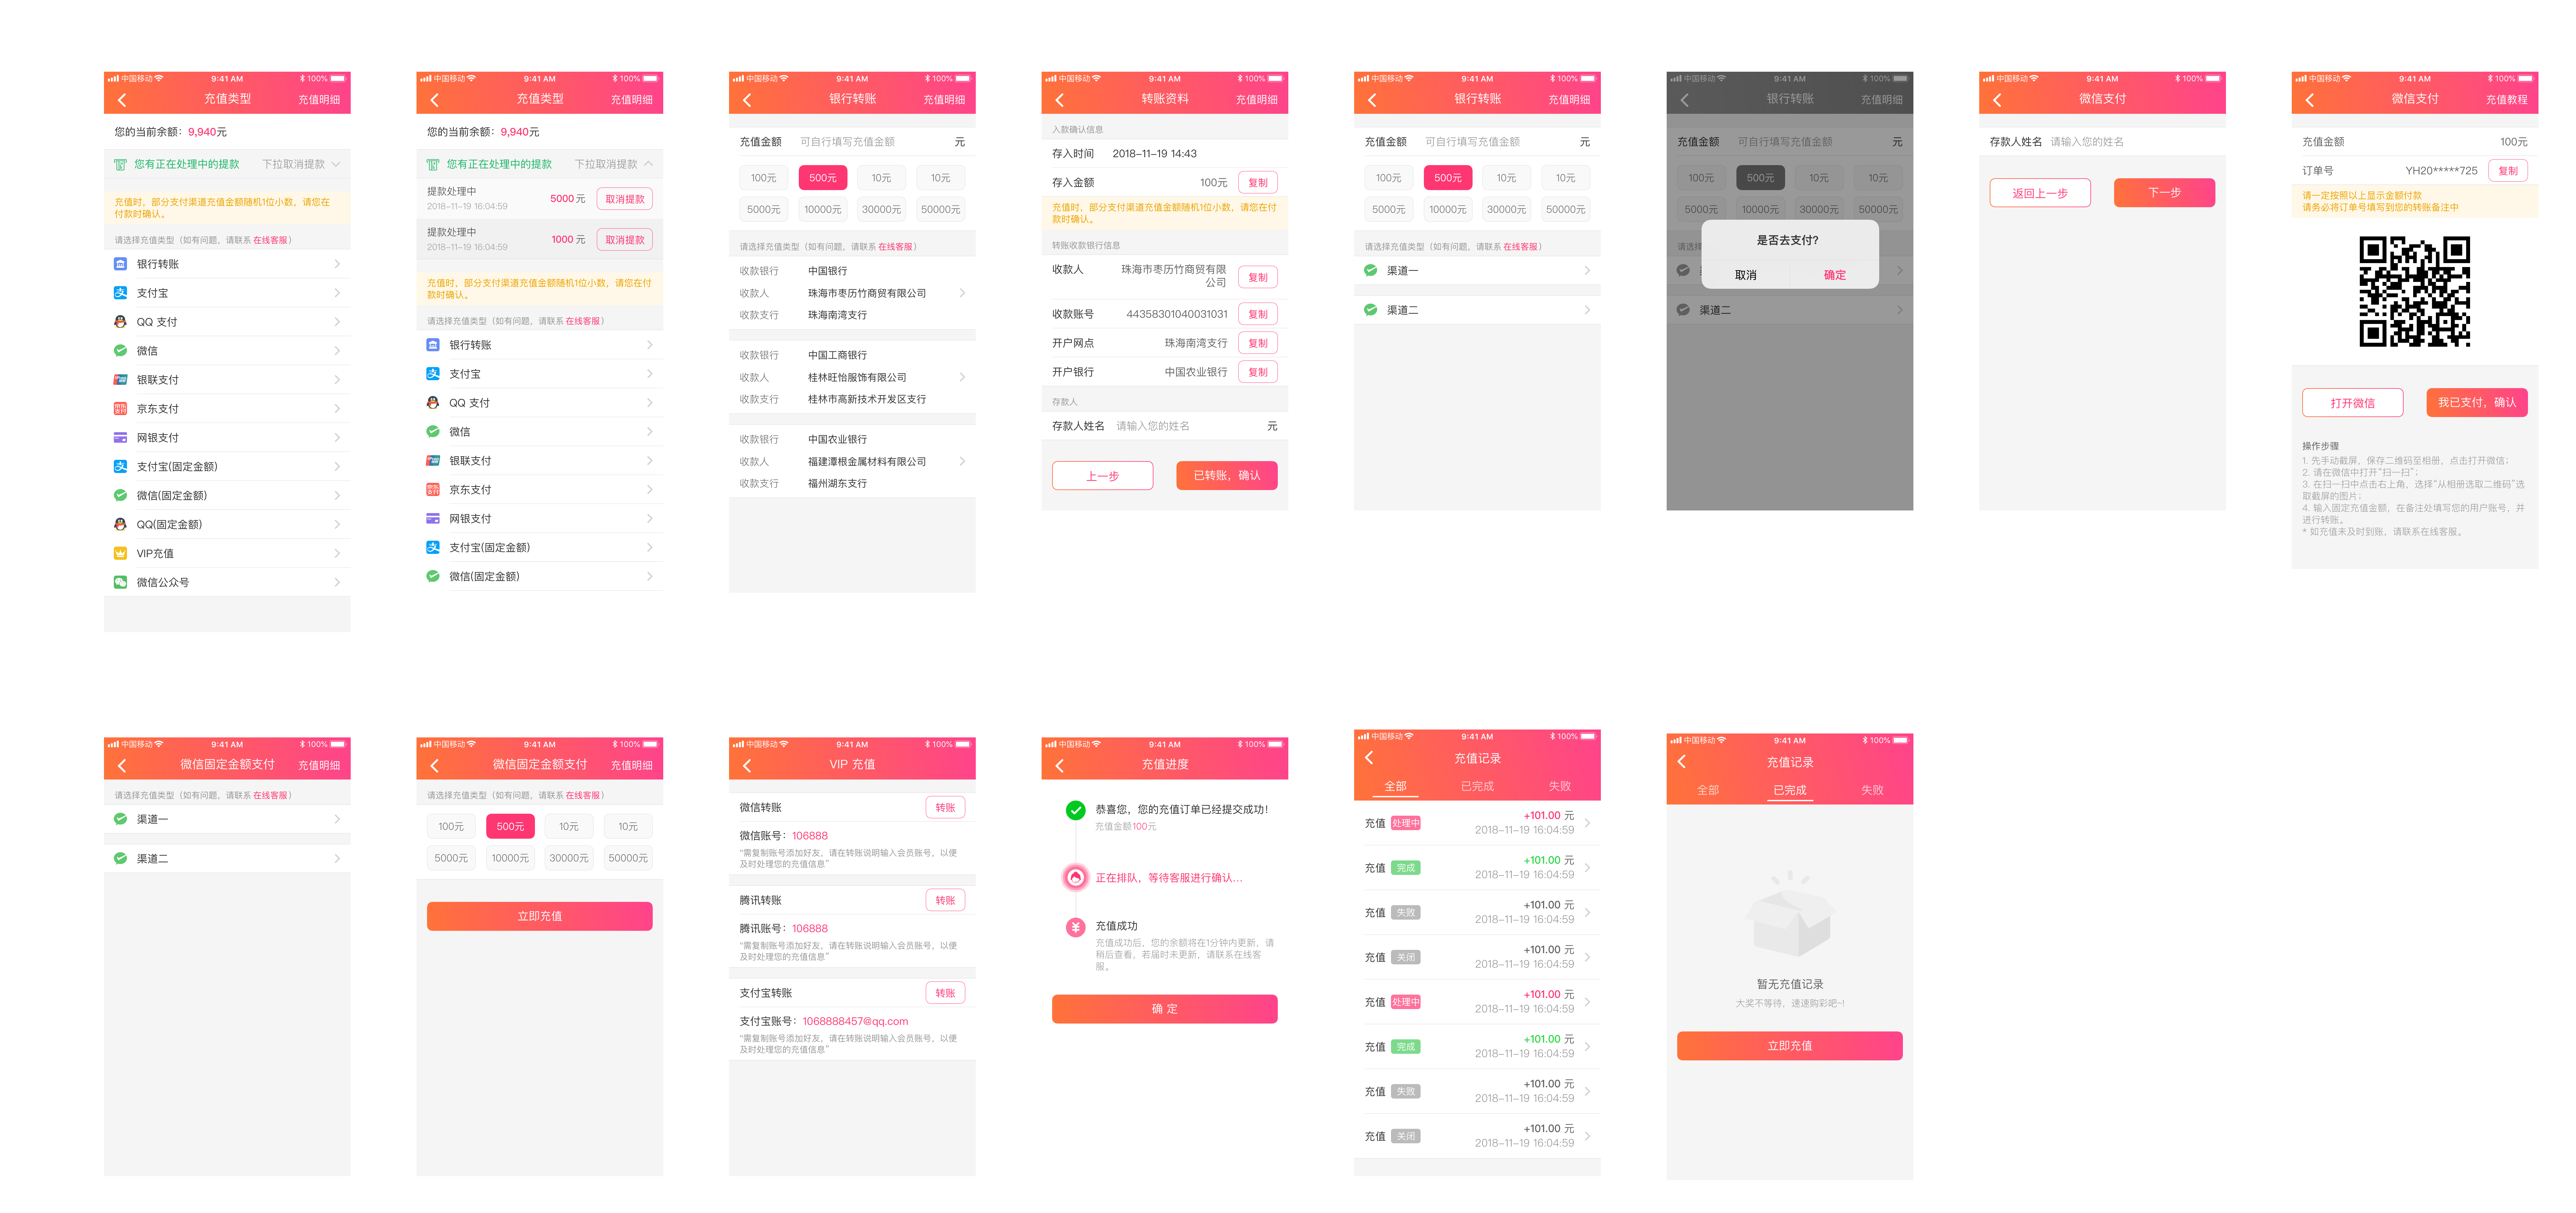 中国移动 9:41 AM 100%
充值类型 充值明细
您的当前余额：9,940元
您有正在处理中的提款 下拉取消提款
充值时，部分支付渠道充值金额随机1位小数，请您在
付款时确认。
请选择充值类型（如有问题，请联系 在线客服）
银行转账
支付宝
QQ 支付
微信
银联支付
京东支付
网银支付
支付宝(固定金额)
微信(固定金额)
QQ(固定金额)
VIP充值
微信公众号
中国移动 9:41 AM 100%
充值类型 充值明细
您的当前余额：9,940元
您有正在处理中的提款 下拉取消提款
提款处理中
2018-11-19 16:04:59
5000 元 取消提款
提款处理中
2018-11-19 16:04:59
1000 元 取消提款
充值时，部分支付渠道充值金额随机1位小数，请您在付
款时确认。
请选择充值类型（如有问题，请联系 在线客服）
银行转账
支付宝
QQ 支付
微信
银联支付
京东支付
网银支付
支付宝(固定金额)
微信(固定金额)
中国移动 9:41 AM 100%
银行转账 充值明细
充值金额 可自行填写充值金额 元
100元 500元 10元 10元
5000元 10000元 30000元 50000元
请选择充值类型（如有问题，请联系 在线客服）
收款银行 中国银行
收款人 珠海市枣历竹商贸有限公司
收款支行 珠海南湾支行
收款银行 中国工商银行
收款人 桂林旺怡服饰有限公司
收款支行 桂林市高新技术开发区支行
收款银行 中国农业银行
收款人 福建潭根金属材料有限公司
收款支行 福州湖东支行
中国移动 9:41 AM 100%
转账资料 充值明细
入款确认信息
存入时间 2018-11-19 14:43
存入金额 100元 复制
充值时，部分支付渠道充值金额随机1位小数，请您在付
款时确认。
转账收款银行信息
收款人 珠海市枣历竹商贸有限
公司 复制
收款账号 44358301040031031 复制
开户网点 珠海南湾支行 复制
开户银行 中国农业银行 复制
存款人
存款人姓名 请输入您的姓名 元
上一步 已转账，确认
中国移动 9:41 AM 100%
银行转账 充值明细
充值金额 可自行填写充值金额 元
100元 500元 10元 10元
5000元 10000元 30000元 50000元
请选择充值类型（如有问题，请联系 在线客服）
渠道一
渠道二
中国移动 9:41 AM 100%
银行转账 充值明细
充值金额 可自行填写充值金额 元
100元 500元 10元 10元
5000元 10000元 30000元 50000元
请选
是否去支付?
取消 确定
渠道二
中国移动 9:41 AM 100%
微信支付
存款人姓名 请输入您的姓名
返回上一步 下一步
中国移动 9:41 AM 100%
微信支付 充值教程
充值金额 100元
订单号 YH20*****725 复制
请一定按照以上显示金额付款
请务必将订单号填写到您的转账备注中
打开微信 我已支付，确认
操作步骤
1. 先手动截屏，保存二维码至相册，点击打开微信；
2. 请在微信中打开“扫一扫”；
3. 在扫一扫中点击右上角，选择“从相册选取二维码”选
取截屏的图片；
4. 输入固定充值金额，在备注处填写您的用户账号，并
进行转账。
* 如充值未及时到账，请联系在线客服。
中国移动 9:41 AM 100%
微信固定金额支付 充值明细
请选择充值类型（如有问题，请联系 在线客服）
渠道一
渠道二
中国移动 9:41 AM 100%
微信固定金额支付 充值明细
请选择充值类型（如有问题，请联系 在线客服）
100元 500元 10元 10元
5000元 10000元 30000元 50000元
立即充值
中国移动 9:41 AM 100%
VIP 充值
微信转账 转账
微信账号：106888
“需复制账号添加好友，请在转账说明输入会员账号，以便
及时处理您的充值信息”
腾讯转账 转账
腾讯账号：106888
“需复制账号添加好友，请在转账说明输入会员账号，以便
及时处理您的充值信息”
支付宝转账 转账
支付宝账号：1068888457@qq.com
“需复制账号添加好友，请在转账说明输入会员账号，以便
及时处理您的充值信息”
中国移动 9:41 AM 100%
充值进度
恭喜您，您的充值订单已经提交成功!
充值金额100元
正在排队，等待客服进行确认...
充值成功
充值成功后，您的余额将在1分钟内更新，请
稍后查看，若届时未更新，请联系在线客
服。
确 定
中国移动 9:41 AM 100%
充值记录
全部 已完成 失败
充值 处理中 +101.00 元
2018-11-19 16:04:59
充值 完成 +101.00 元
2018-11-19 16:04:59
充值 失败 +101.00 元
2018-11-19 16:04:59
充值 关闭 +101.00 元
2018-11-19 16:04:59
充值 处理中 +101.00 元
2018-11-19 16:04:59
充值 完成 +101.00 元
2018-11-19 16:04:59
充值 失败 +101.00 元
2018-11-19 16:04:59
充值 关闭 +101.00 元
2018-11-19 16:04:59
中国移动 9:41 AM 100%
充值记录
全部 已完成 失败
暂无充值记录
大奖不等待，速速购彩吧~!
立即充值